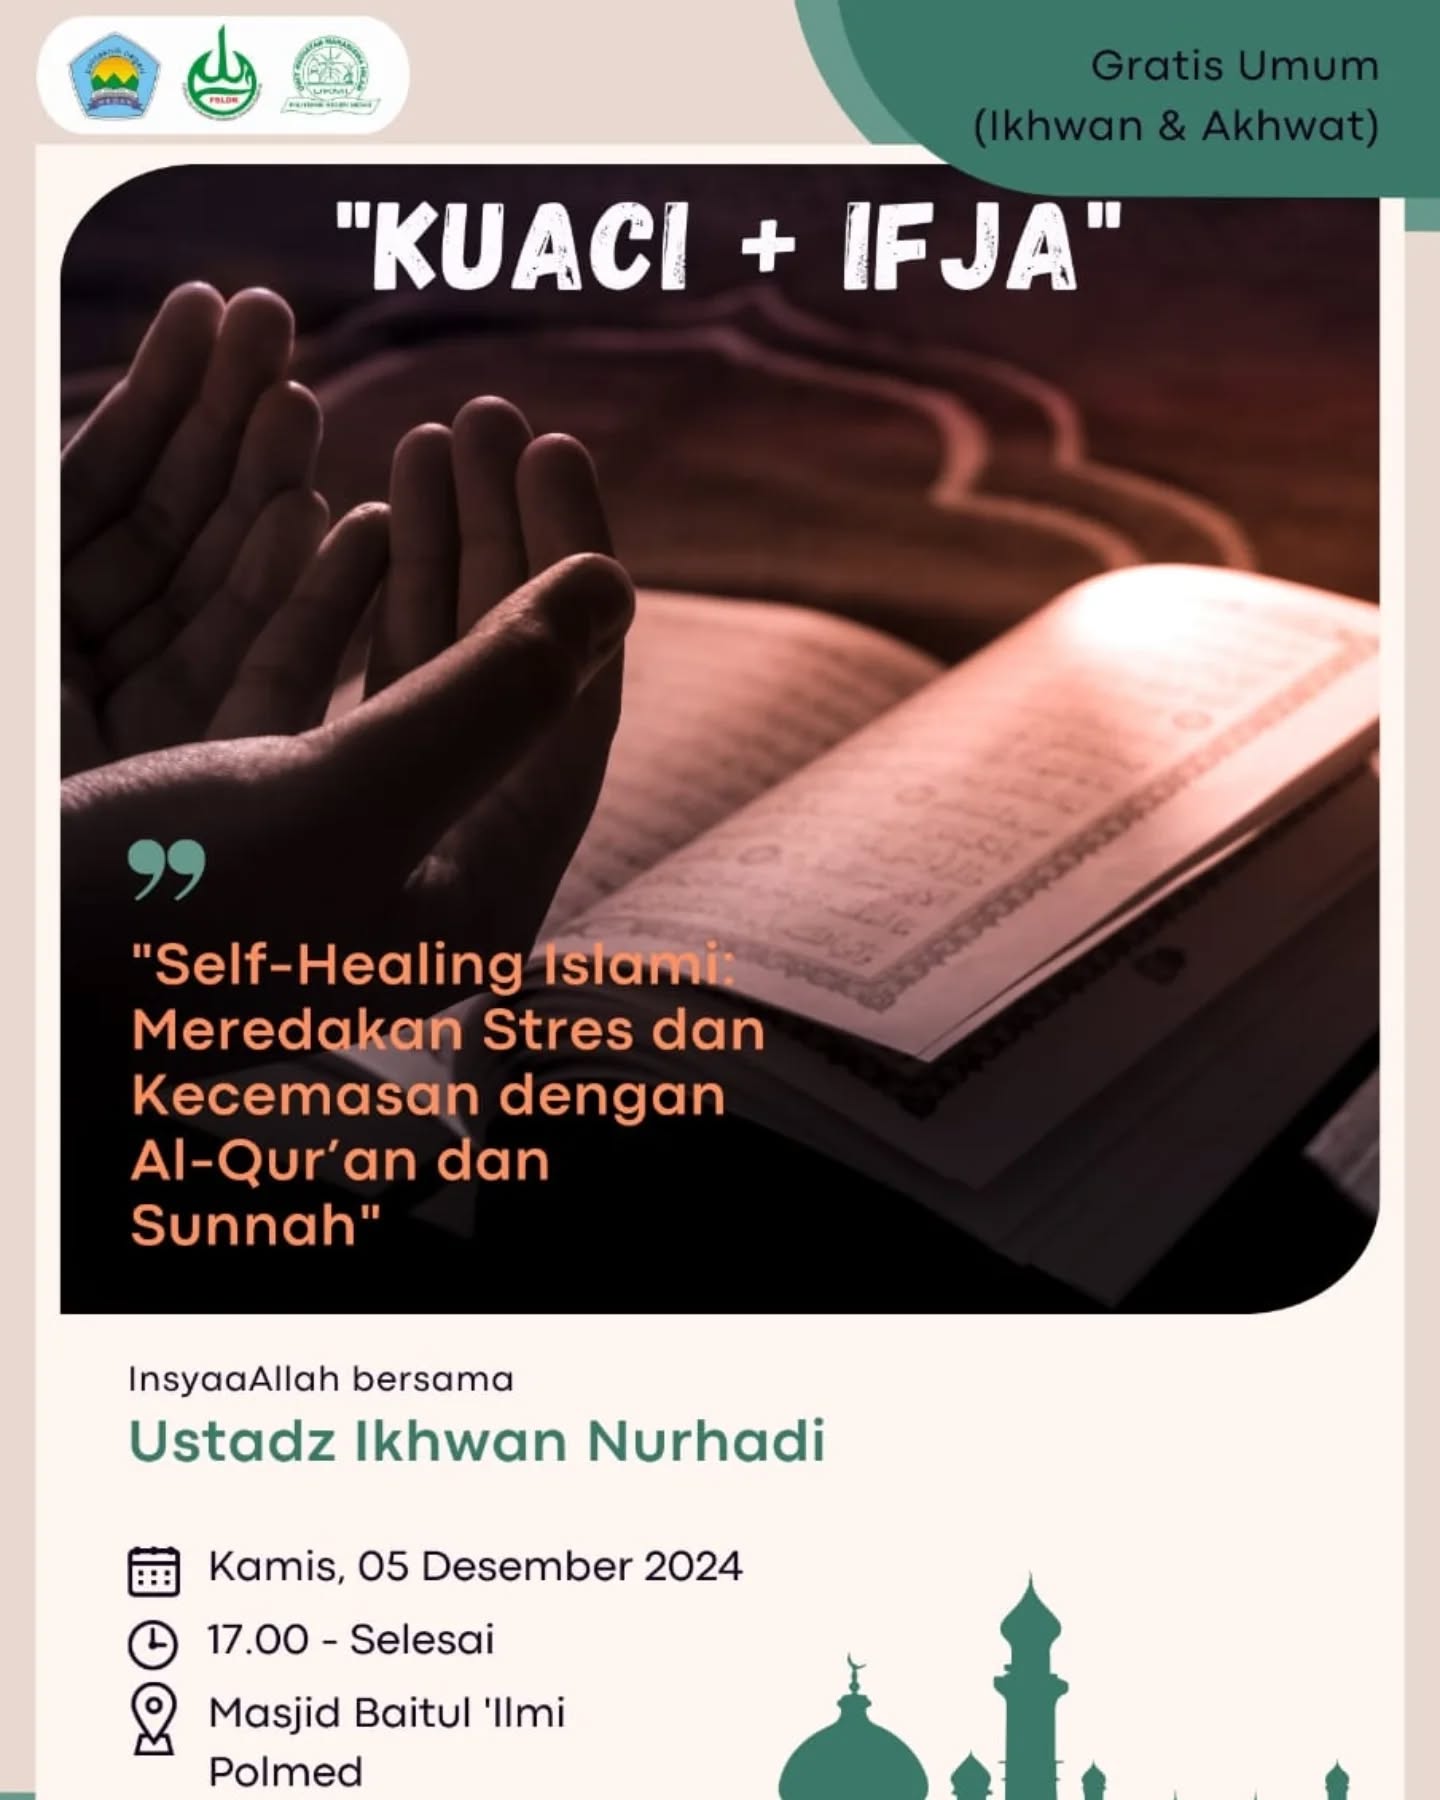 Gratis Umum
(Ikhwan & Akhwat)
FSLDK
"KUACI + IFJA"
"Self-Healing Islami:
Meredakan Stres dan
Kecemasan dengan
Al-Qur’an dan
Sunnah"
InsyaaAllah bersama
Ustadz Ikhwan Nurhadi
Kamis, 05 Desember 2024
17.00 - Selesai
Masjid Baitul 'Ilmi
Polmed